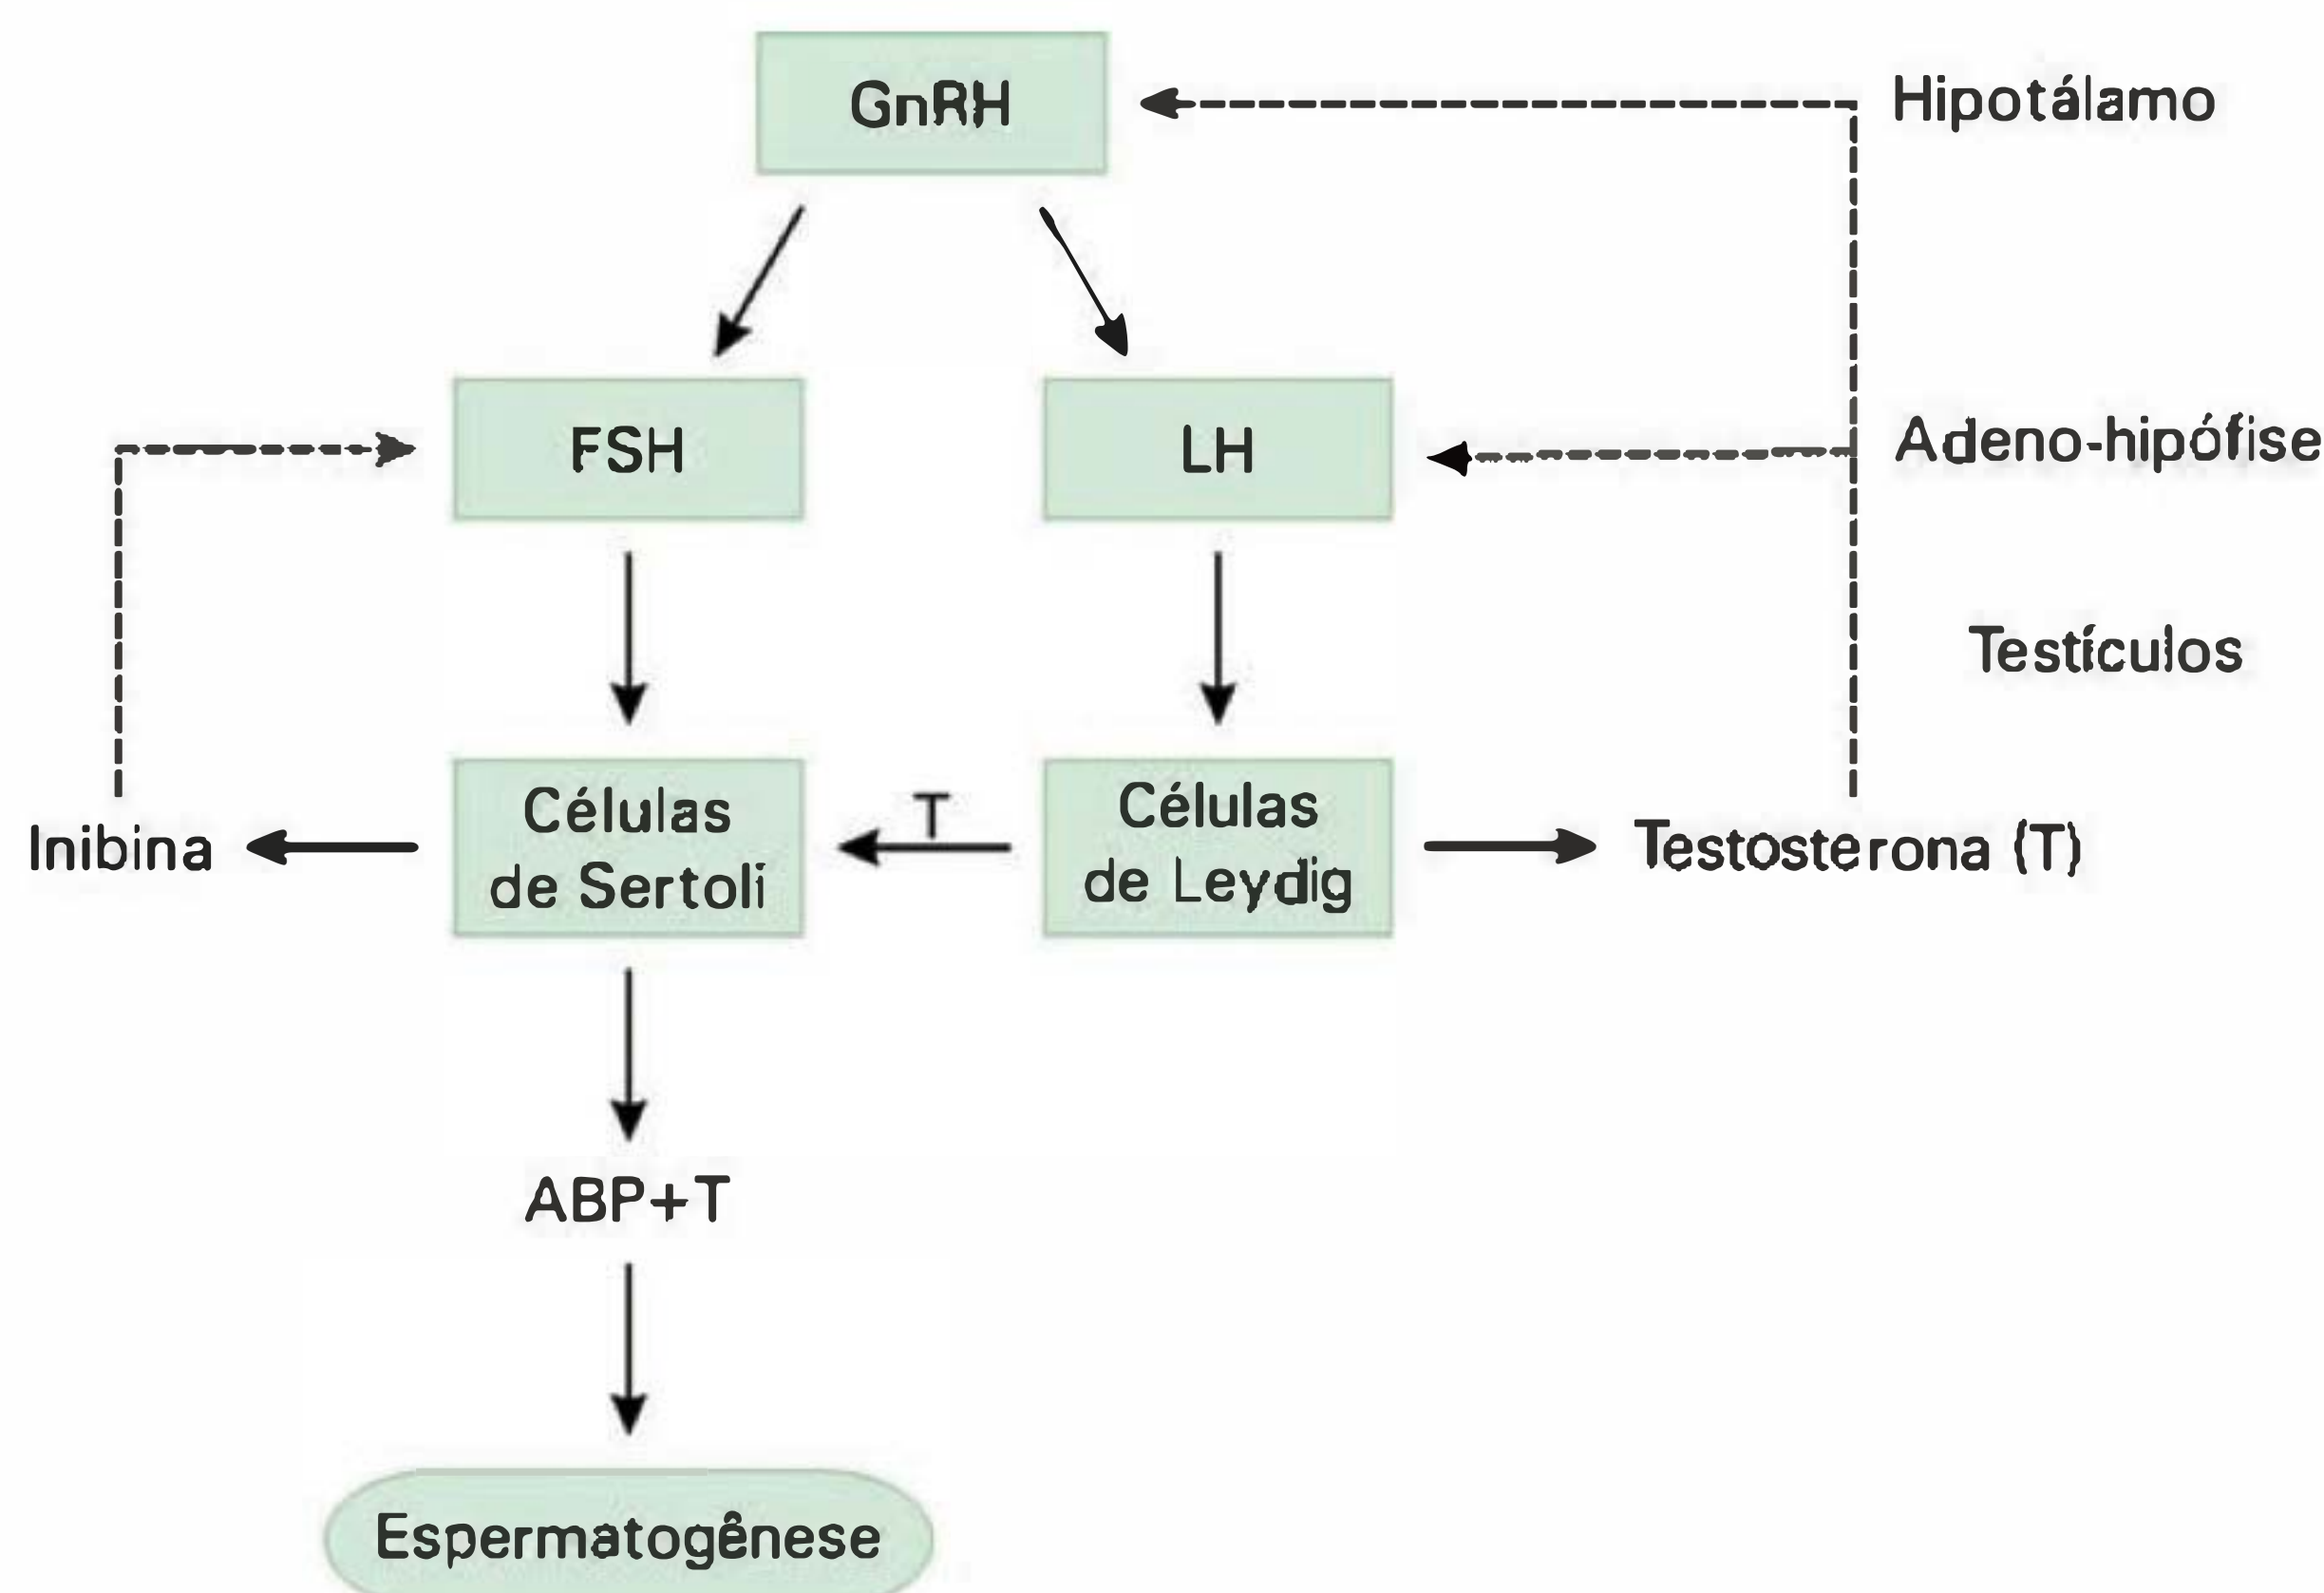 GnRH
Hipotálamo
FSH
LH
Adeno-hipófise
Testículos
Inibina
Células
de Sertoli
T
Células
de Leydig
Testosterona (T)
ABP+T
Espermatogênese